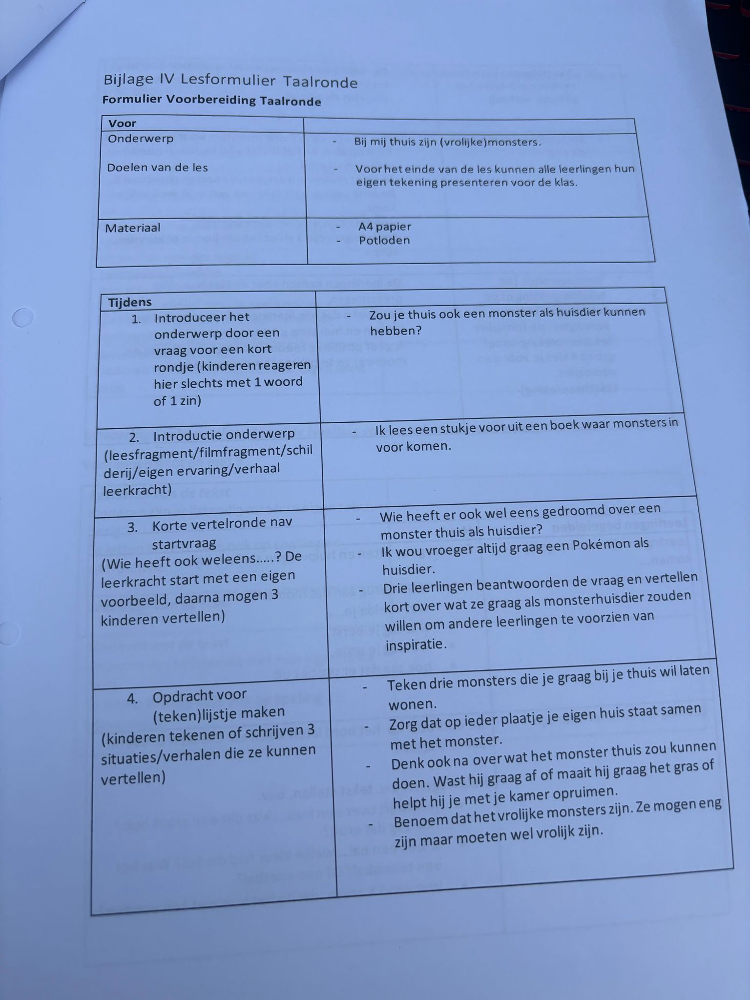 Bijlage IV Lesformulier Taalronde
Formulier Voorbereiding Taalronde
Voor
Onderwerp
- Bij mij thuis zijn (vrolijke)monsters.
Doelen van de les
- Voor het einde van de les kunnen alle leerlingen hun
eigen tekening presenteren voor de klas.
Materiaal
- A4 papier
- Potloden
Tijdens
1. Introduceer het
onderwerp door een
vraag voor een kort
rondje (kinderen reageren
hier slechts met 1 woord
of 1 zin)
- Zou je thuis ook een monster als huisdier kunnen
hebben?
2. Introductie onderwerp
(leesfragment/filmfragment/schil
derij/eigen ervaring/verhaal
leerkracht)
- Ik lees een stukje voor uit een boek waar monsters in
voor komen.
3. Korte vertelronde nav
startvraag
(Wie heeft ook weleens.....? De
leerkracht start met een eigen
voorbeeld, daarna mogen 3
kinderen vertellen)
- Wie heeft er ook wel eens gedroomd over een
monster thuis als huisdier?
- Ik wou vroeger altijd graag een Pokémon als
huisdier.
- Drie leerlingen beantwoorden de vraag en vertellen
kort over wat ze graag als monsterhuisdier zouden
willen om andere leerlingen te voorzien van
inspiratie.
4. Opdracht voor
(teken)lijstje maken
(kinderen tekenen of schrijven 3
situaties/verhalen die ze kunnen
vertellen)
- Teken drie monsters die je graag bij je thuis wil laten
wonen.
- Zorg dat op ieder plaatje je eigen huis staat samen
met het monster.
- Denk ook na over wat het monster thuis zou kunnen
doen. Wast hij graag af of maait hij graag het gras of
helpt hij je met je kamer opruimen.
- Benoem dat het vrolijke monsters zijn. Ze mogen eng
zijn maar moeten wel vrolijk zijn.